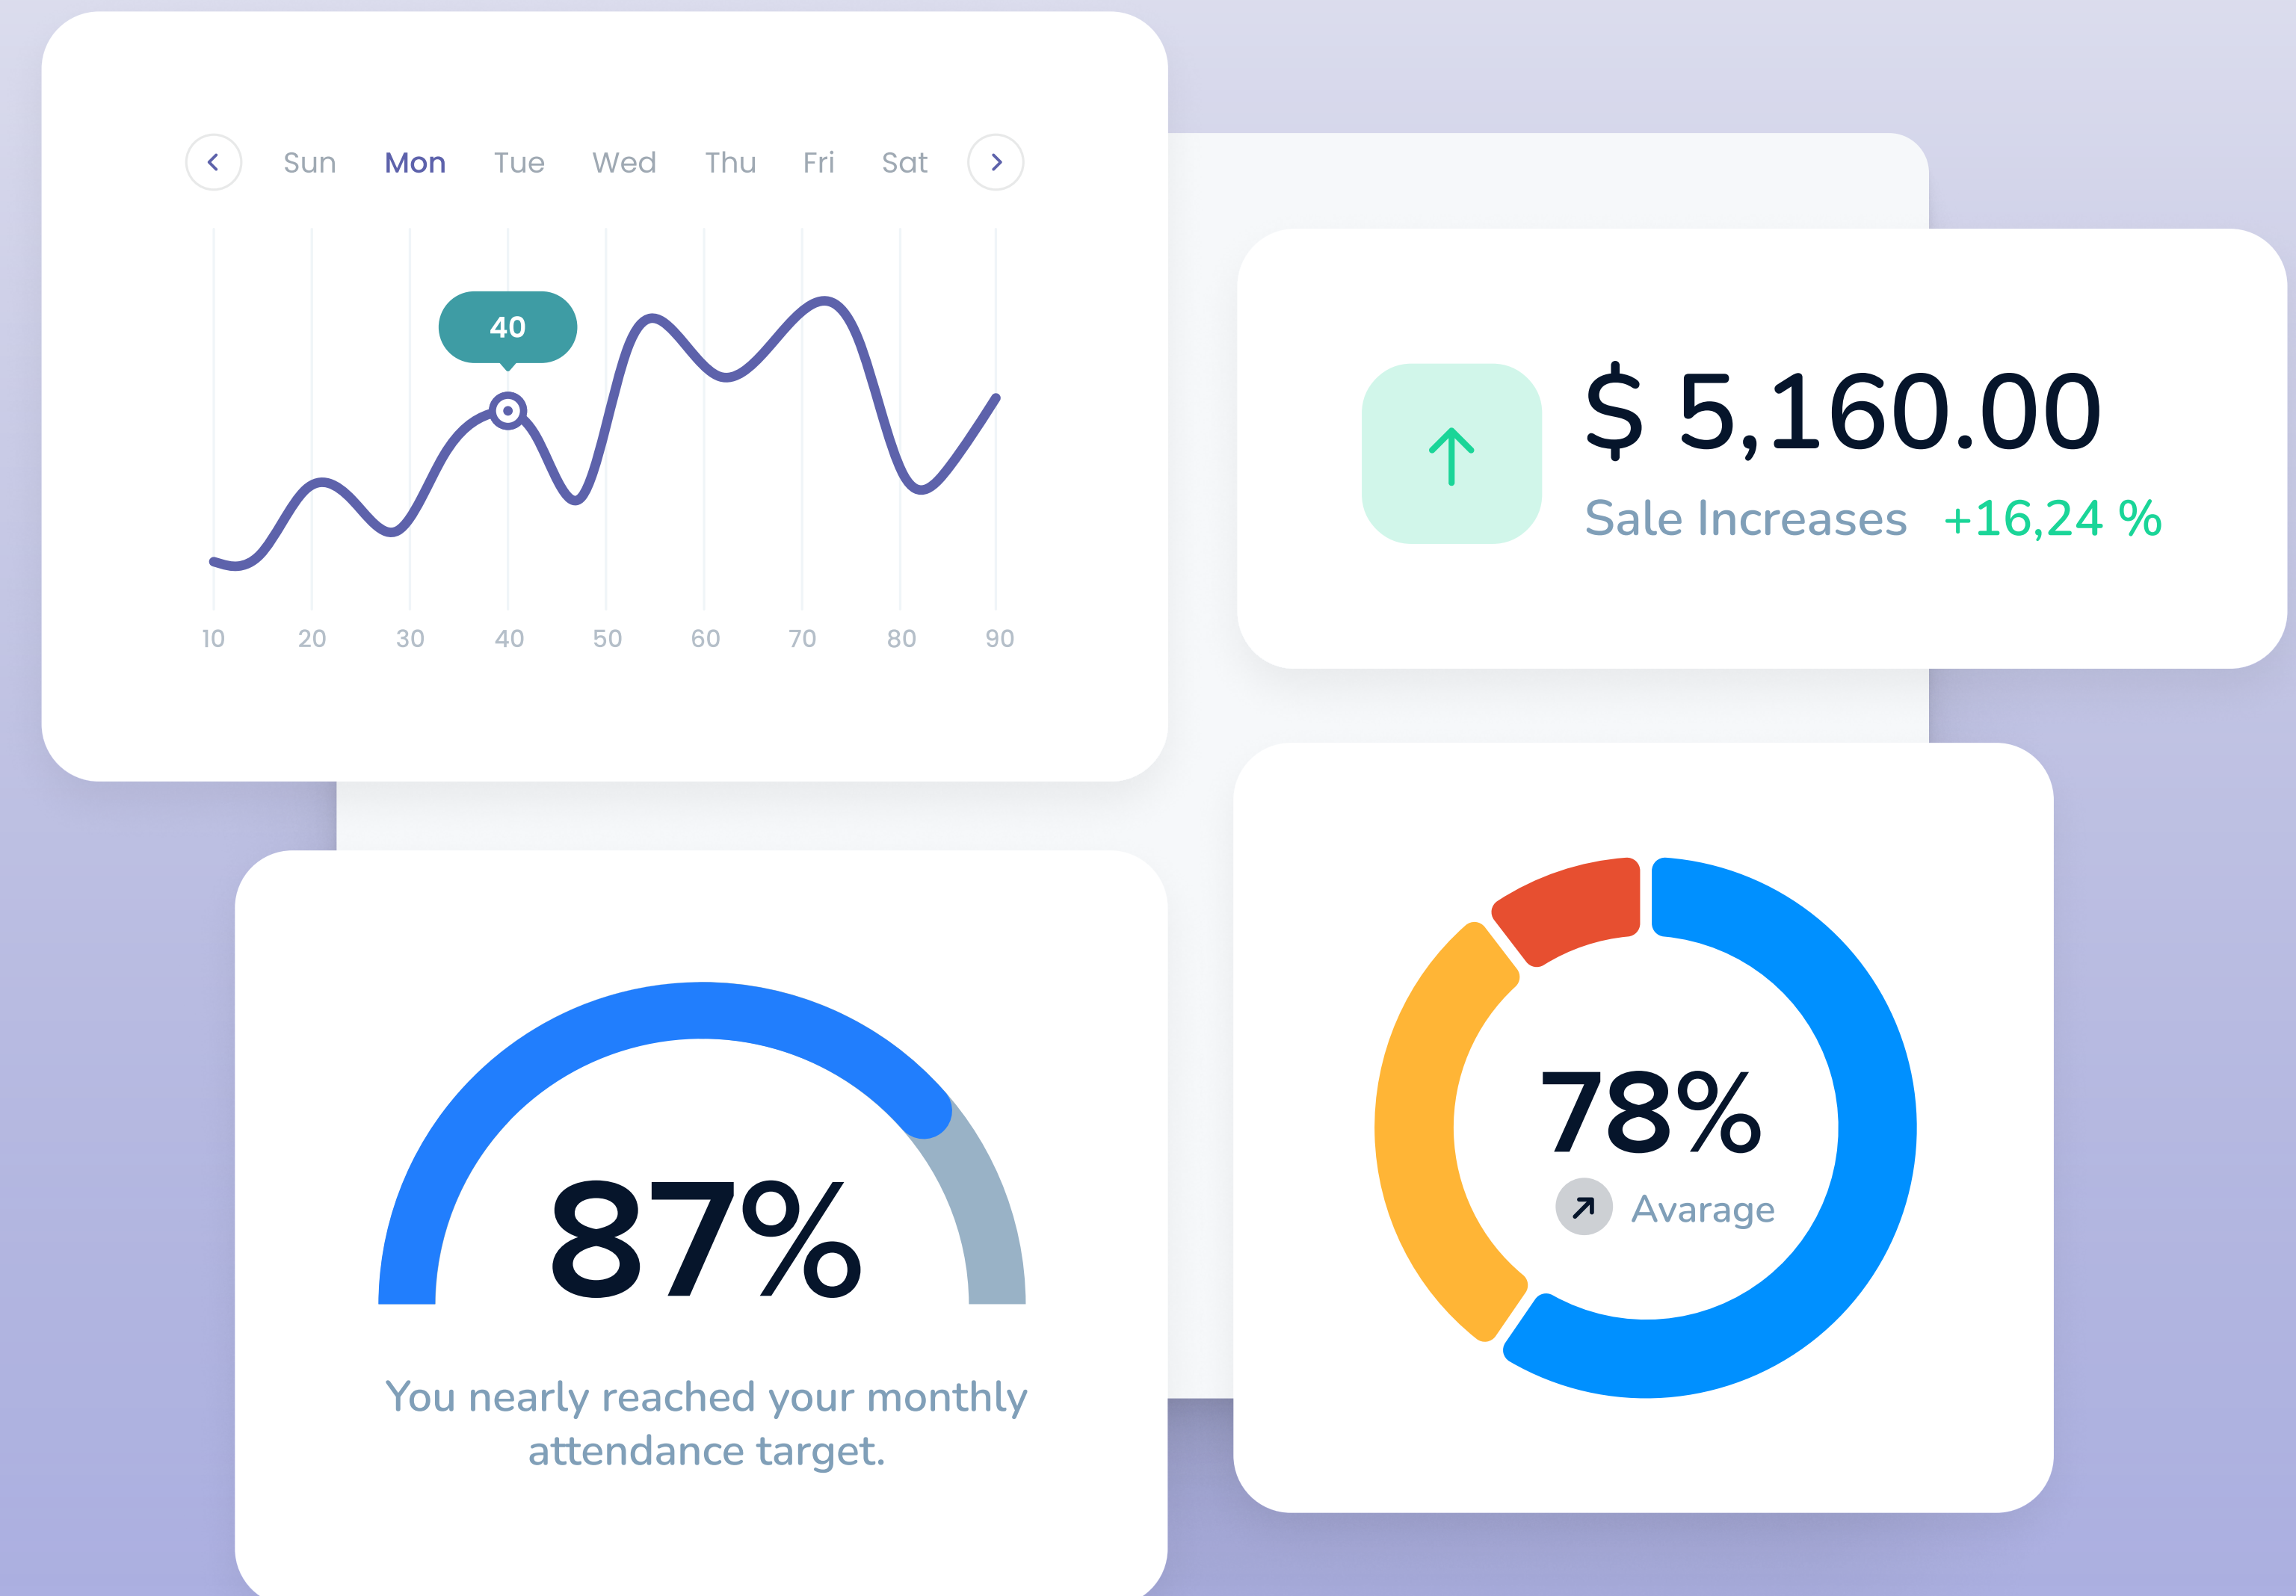 Sun Mon Tue Wed Thu Fri Sat
40
10 20 30 40 50 60 70 80 90
$ 5,160.00
Sale Increases +16,24 %
87%
You nearly reached your monthly
attendance target.
78%
Avarage